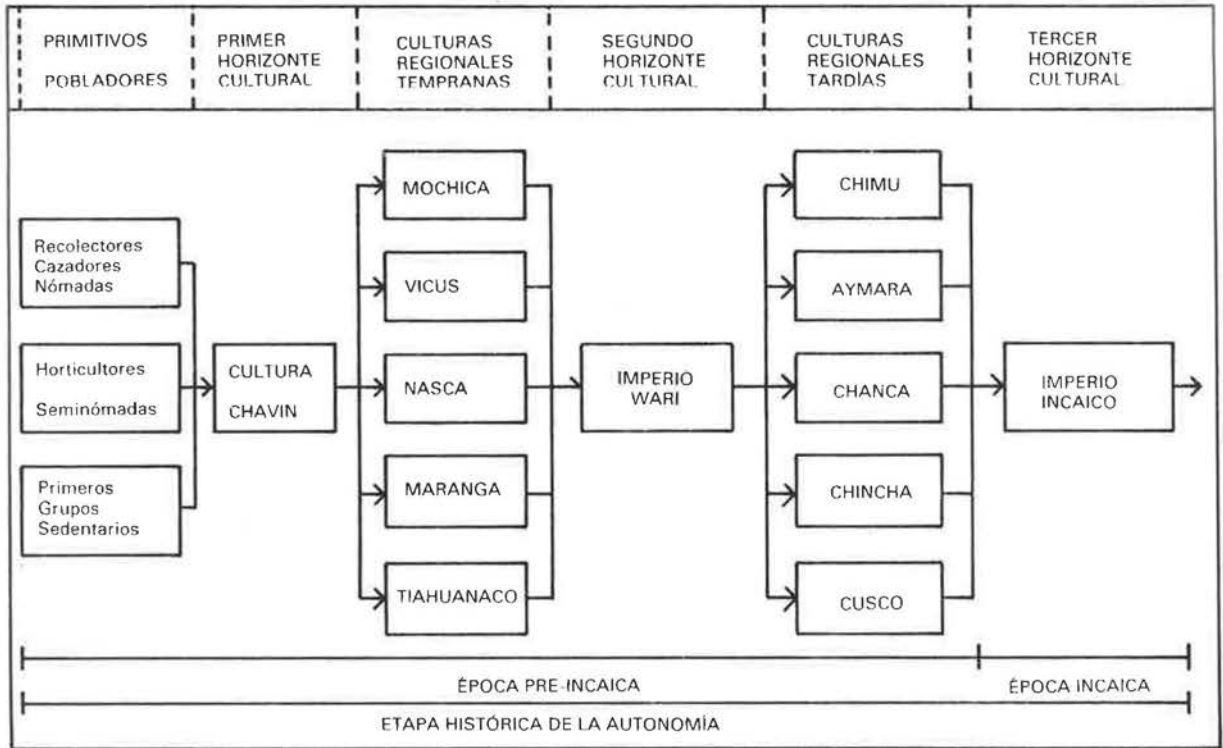 PRIMITIVOS
POBLADORES
PRIMER
HORIZONTE
CULTURAL
CULTURAS
REGIONALES
TEMPRANAS
SEGUNDO
HORIZONTE
CULTURAL
CULTURAS
REGIONALES
TARDÍAS
TERCER
HORIZONTE
CULTURAL
Recolectores
Cazadores
Nómadas
Horticultores
Seminómadas
Primeros
Grupos
Sedentarios
CULTURA
CHAVIN
MOCHICA
VICUS
NASCA
MARANGA
TIAHUANACO
IMPERIO
WARI
CHIMU
AYMARA
CHANCA
CHINCHA
CUSCO
IMPERIO
INCAICO
ÉPOCA PRE-INCAICA
ÉPOCA INCAICA
ETAPA HISTÓRICA DE LA AUTONOMÍA